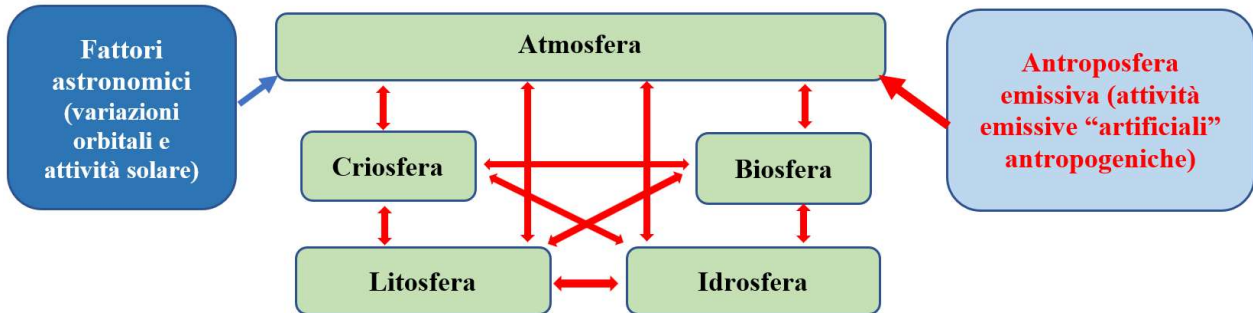 Fattori
astronomici
(variazioni
orbitali e
attività solare)
Atmosfera
Antroposfera
emissiva (attività
emissive “artificiali”
antropogeniche)
Criosfera
Biosfera
Litosfera
Idrosfera